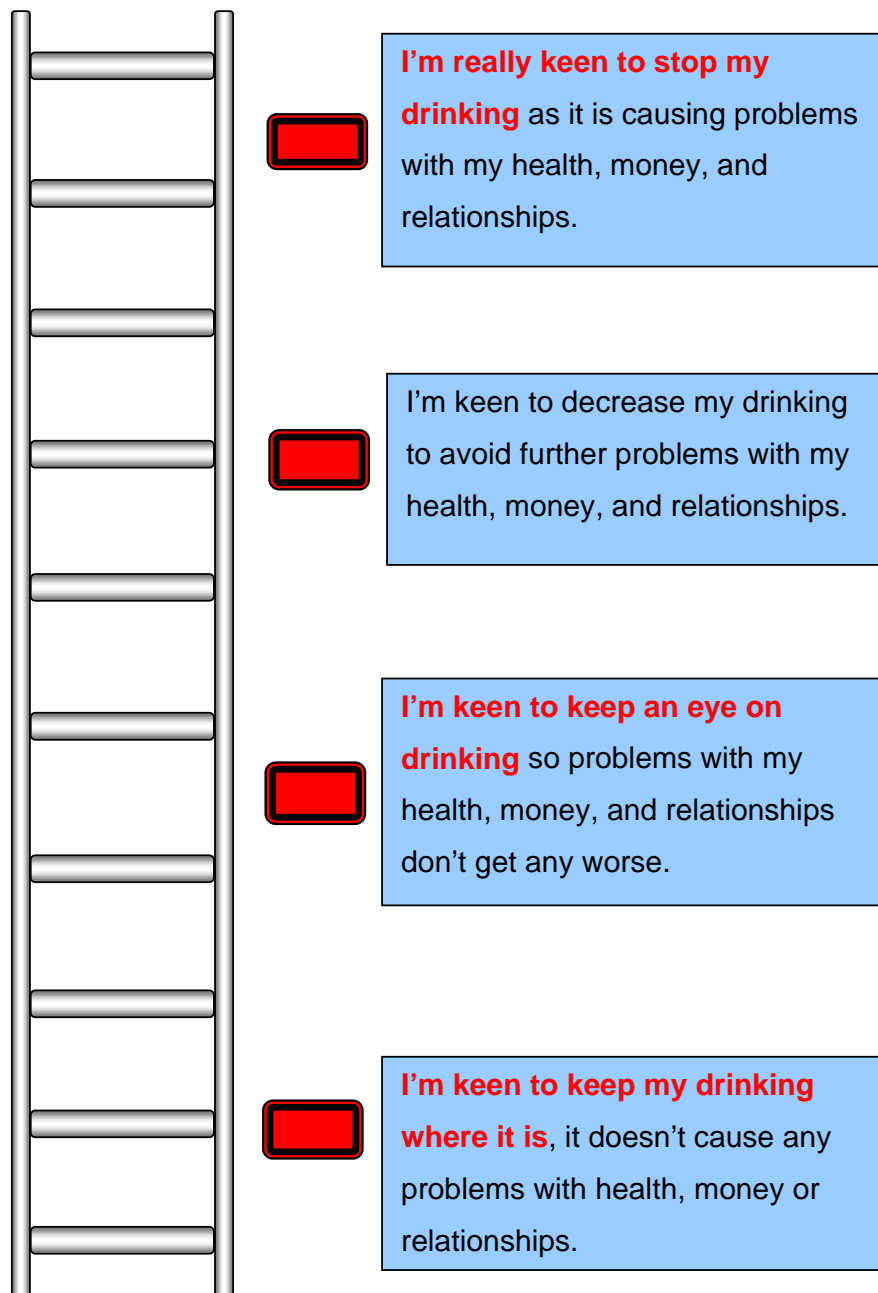 I’m really keen to stop my
drinking as it is causing problems
with my health, money, and
relationships.
I’m keen to decrease my drinking
to avoid further problems with my
health, money, and relationships.
I’m keen to keep an eye on
drinking so problems with my
health, money, and relationships
don’t get any worse.
I’m keen to keep my drinking
where it is, it doesn’t cause any
problems with health, money or
relationships.